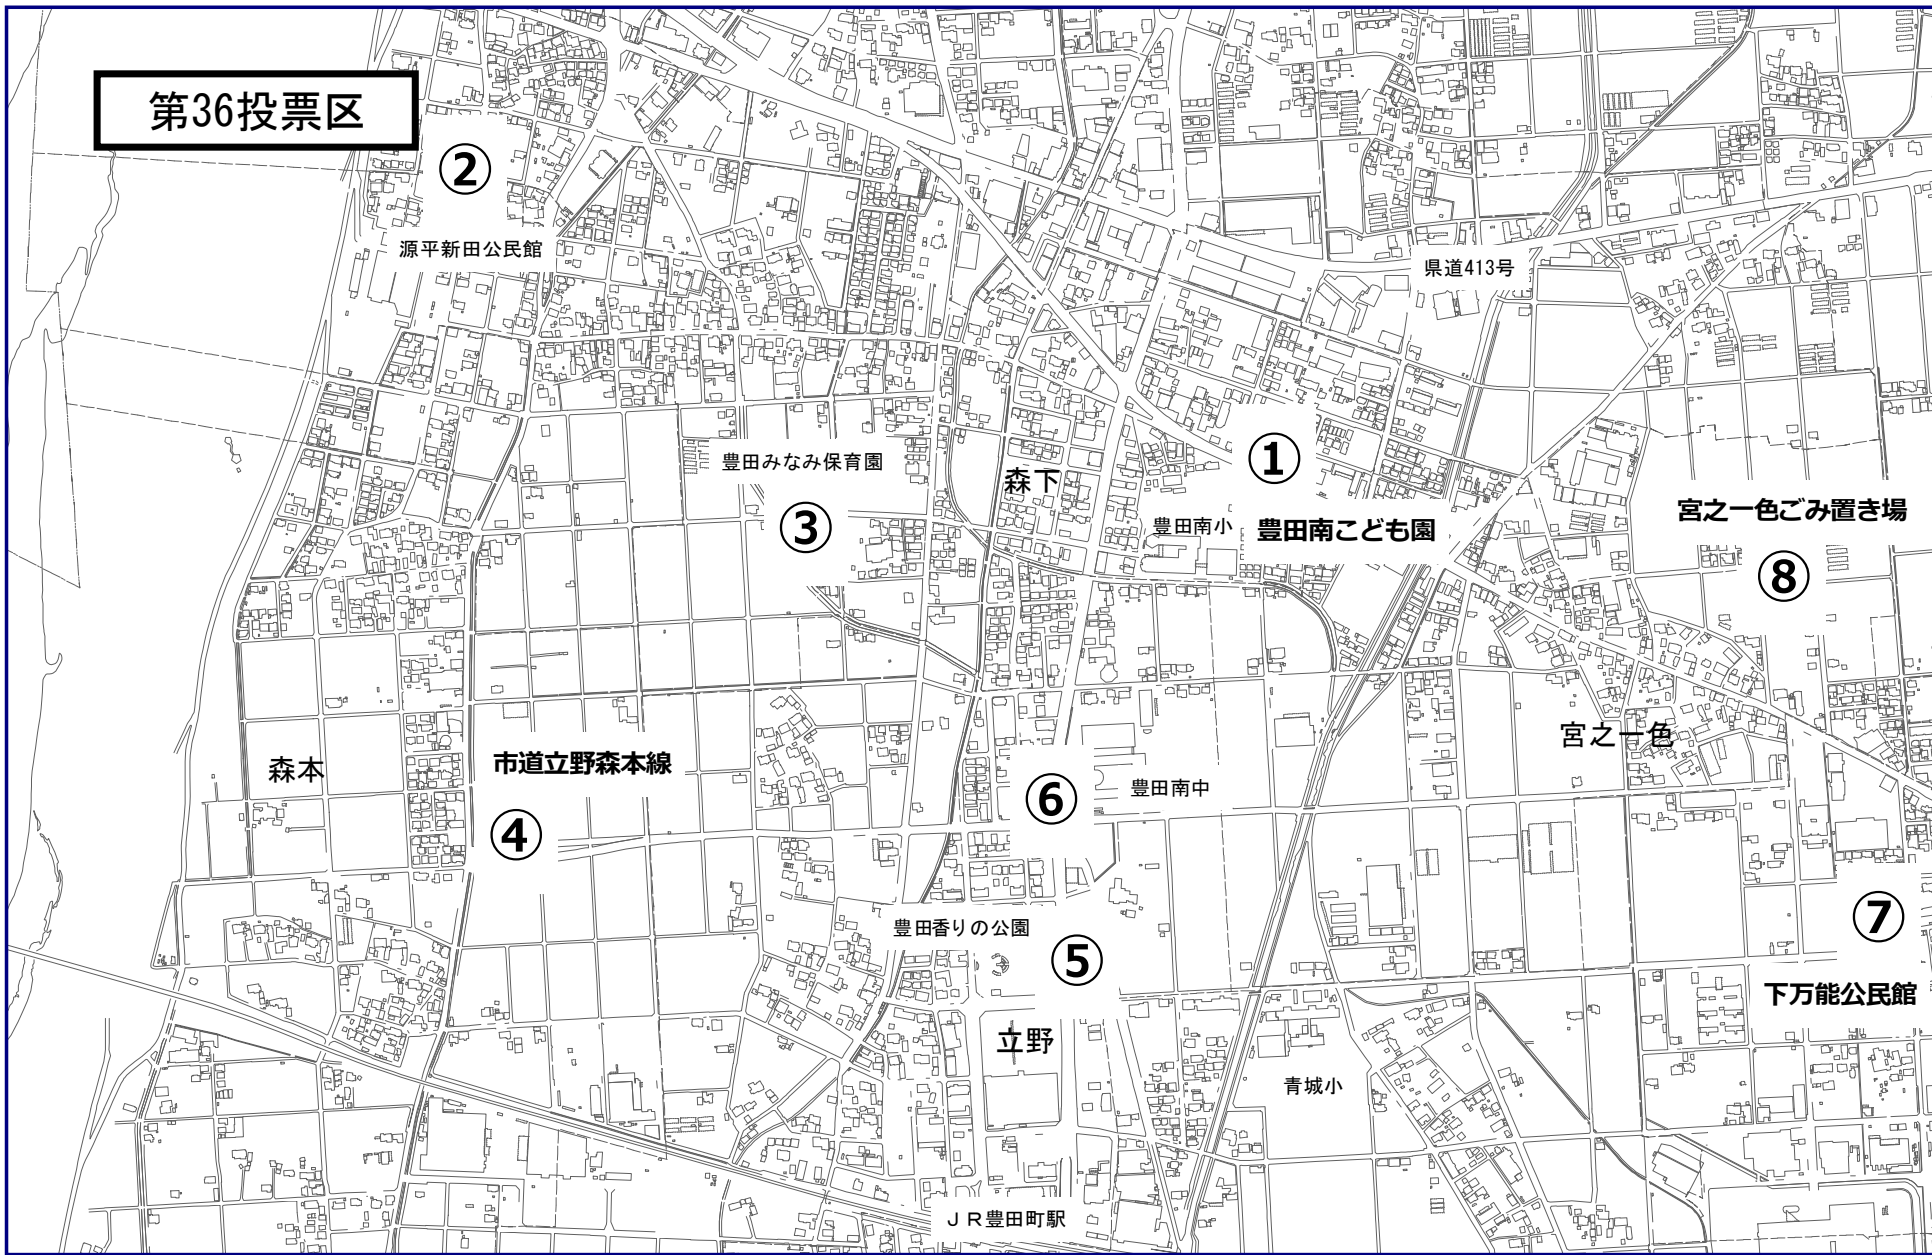 第36投票区
②
源平新田公民館
県道413号
豊田みなみ保育園
森下
①
③
豊田南小
豊田南こども園
宮之一色ごみ置き場
⑧
宮之一色
森本
市道立野森本線
④
⑥
豊田南中
⑦
豊田香りの公園
⑤
下万能公民館
立野
青城小
ＪＲ豊田町駅